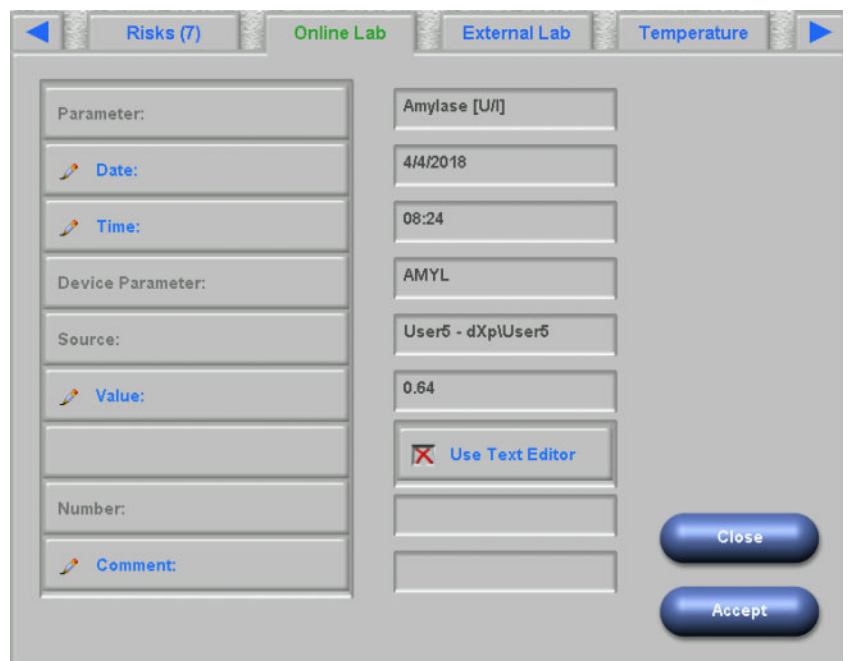 Risks (7)
Online Lab
External Lab
Temperature
Parameter:
Amylase [U/l]
Date:
4/4/2018
Time:
08:24
Device Parameter:
AMYL
Source:
User5 - dXp\User5
Value:
0.64
Use Text Editor
Number:
Comment:
Close
Accept